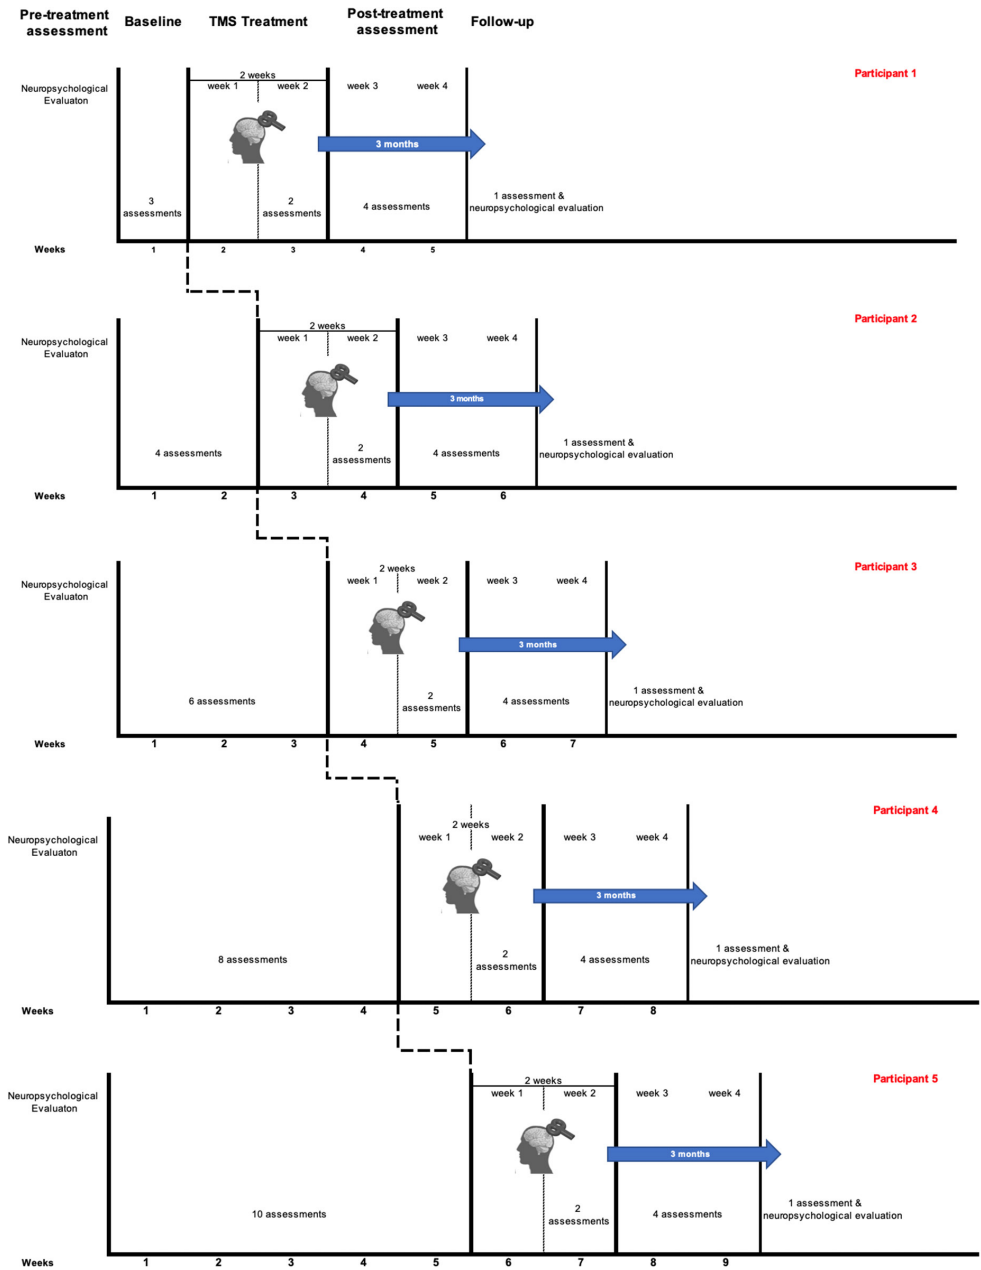 Pre-treatment
assessment
Baseline
TMS Treatment
Post-treatment
assessment
Follow-up
Participant 1
Neuropsychological
Evaluaton
2 weeks
week 1
week 2
week 3
week 4
3 months
3
assessments
2
assessments
4 assessments
1 assessment &
neuropsychological evaluation
Weeks 1 2 3 4 5
Participant 2
Neuropsychological
Evaluaton
2 weeks
week 1
week 2
week 3
week 4
3 months
4 assessments
2
assessments
4 assessments
1 assessment &
neuropsychological evaluation
Weeks 1 2 3 4 5 6
Participant 3
Neuropsychological
Evaluaton
2 weeks
week 1
week 2
week 3
week 4
3 months
6 assessments
2
assessments
4 assessments
1 assessment &
neuropsychological evaluation
Weeks 1 2 3 4 5 6 7
Participant 4
Neuropsychological
Evaluaton
2 weeks
week 1
week 2
week 3
week 4
3 months
8 assessments
2
assessments
4 assessments
1 assessment &
neuropsychological evaluation
Weeks 1 2 3 4 5 6 7 8
Participant 5
Neuropsychological
Evaluaton
2 weeks
week 1
week 2
week 3
week 4
3 months
10 assessments
2
assessments
4 assessments
1 assessment &
neuropsychological evaluation
Weeks 1 2 3 4 5 6 7 8 9